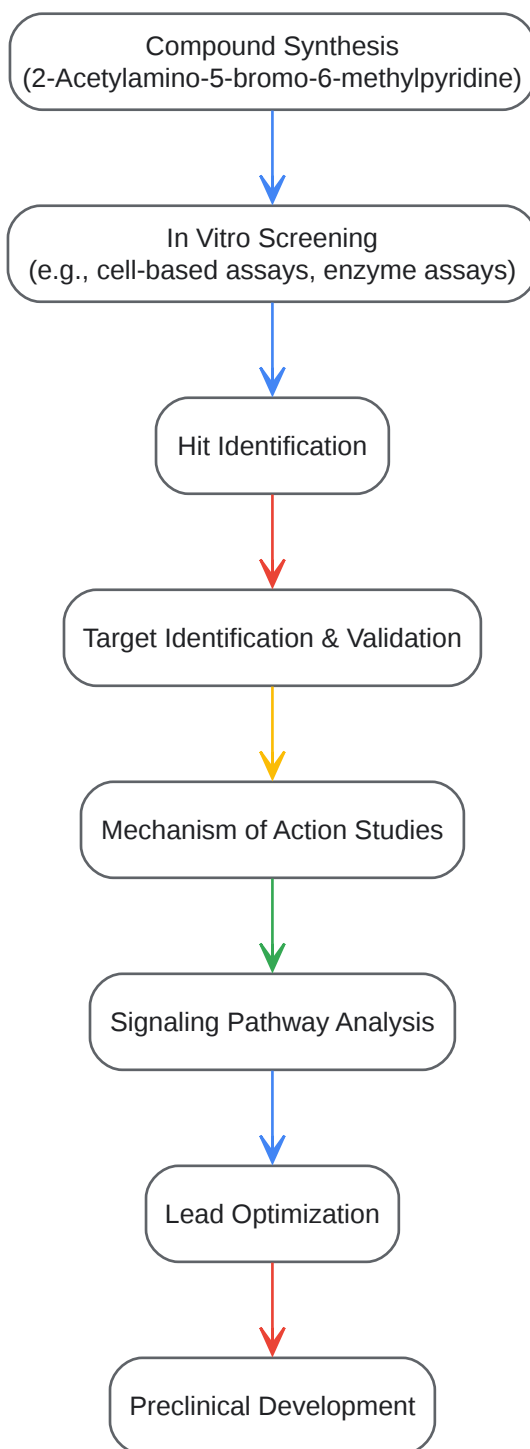 Compound Synthesis
(2-Acetylamino-5-bromo-6-methylpyridine)
In Vitro Screening
(e.g., cell-based assays, enzyme assays)
Hit Identification
Target Identification & Validation
Mechanism of Action Studies
Signaling Pathway Analysis
Lead Optimization
Preclinical Development